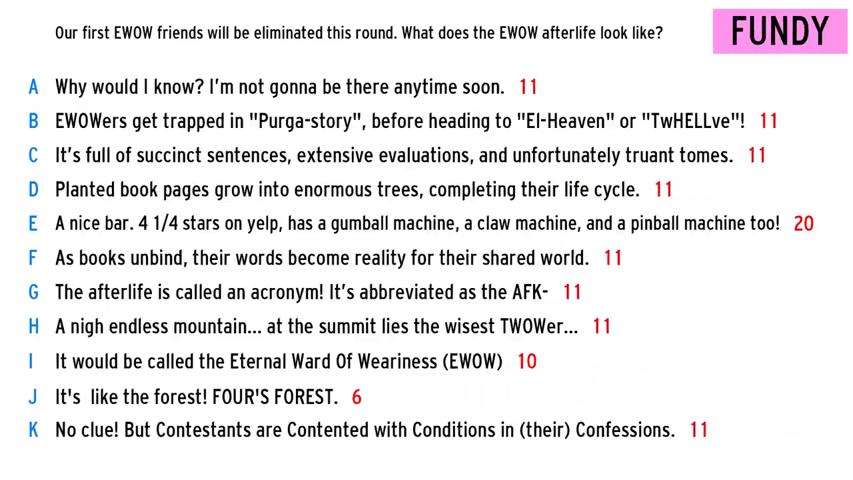 Our first EWOW friends will be eliminated this round. What does the EWOW afterlife look like?
FUNDY
A Why would I know? I'm not gonna be there anytime soon. 11
B EWOWers get trapped in "Purga-story", before heading to "El-Heaven" or "TwHELLve"! 11
C It's full of succinct sentences, extensive evaluations, and unfortunately truant tomes. 11
D Planted book pages grow into enormous trees, completing their life cycle. 11
E A nice bar. 4 1/4 stars on yelp, has a gumball machine, a claw machine, and a pinball machine too! 20
F As books unbind, their words become reality for their shared world. 11
G The afterlife is called an acronym! It's abbreviated as the AFK- 11
H A nigh endless mountain... at the summit lies the wisest TWOWer... 11
I It would be called the Eternal Ward Of Weariness (EWOW) 10
J It's like the forest! FOUR'S FOREST. 6
K No clue! But Contestants are Contented with Conditions in (their) Confessions. 11